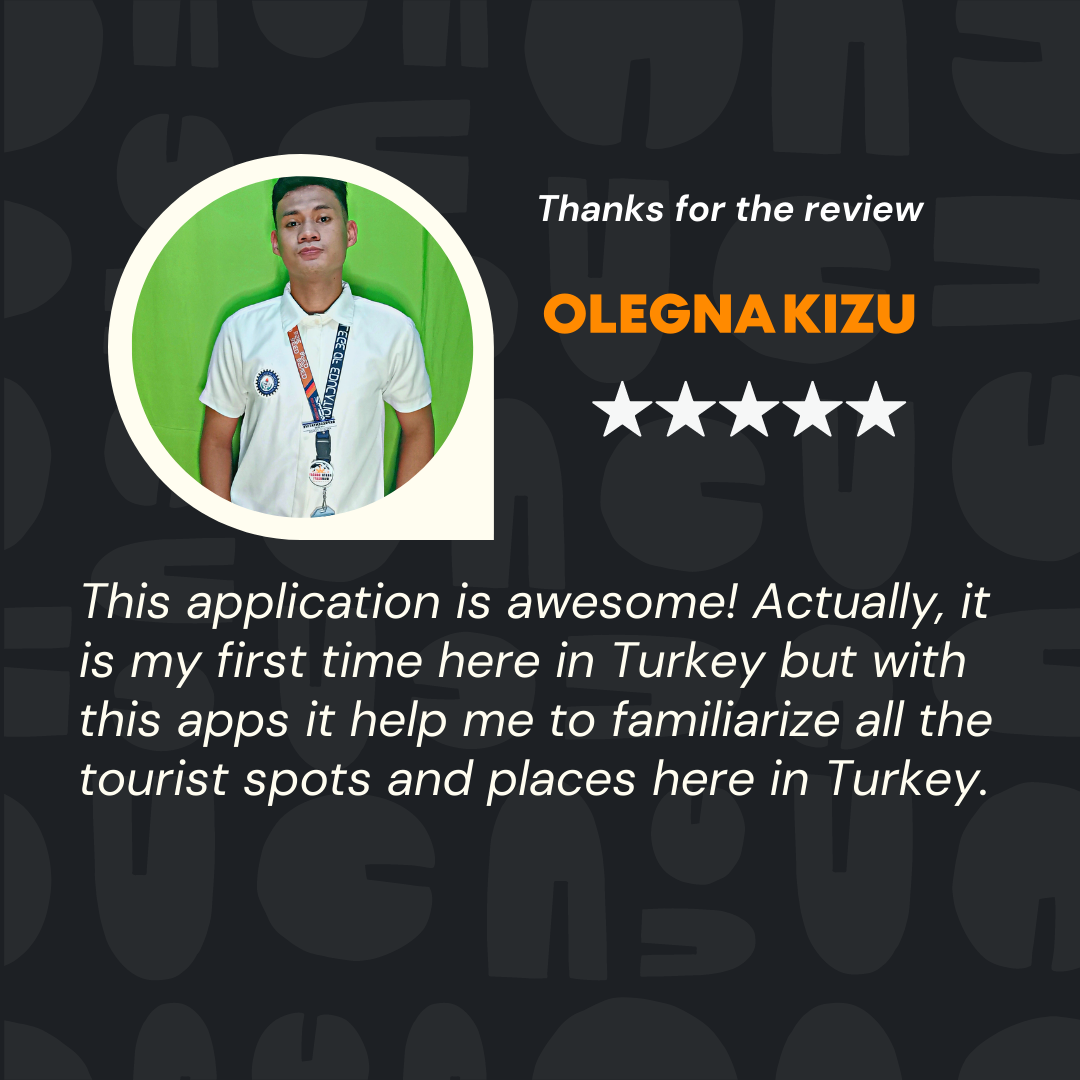 Thanks for the review
OLEGNA KIZU
This application is awesome! Actually, it
is my first time here in Turkey but with
this apps it help me to familiarize all the
tourist spots and places here in Turkey.